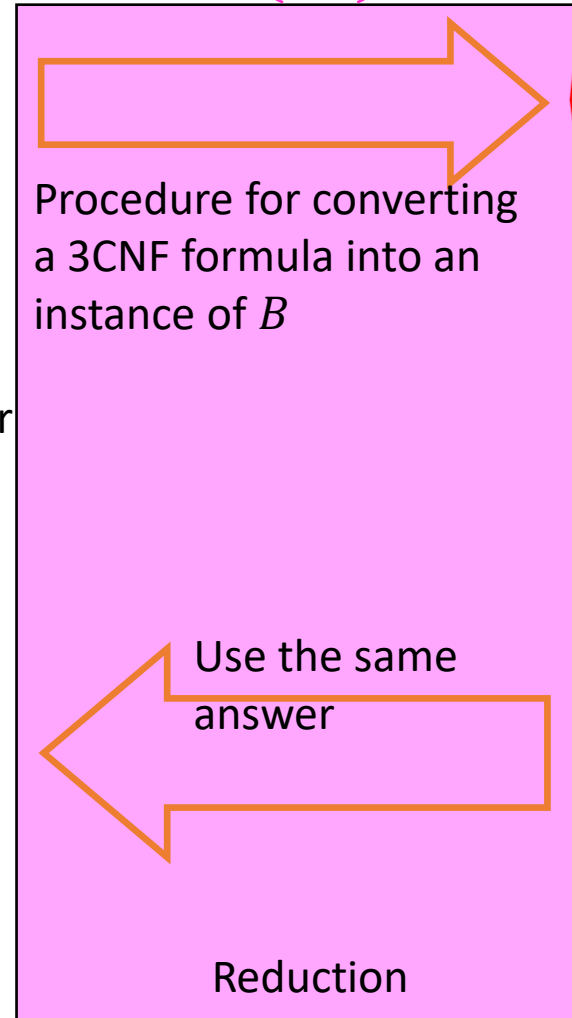 Procedure for converting
a 3CNF formula into an
instance of B
r
Use the same
answer
Reduction